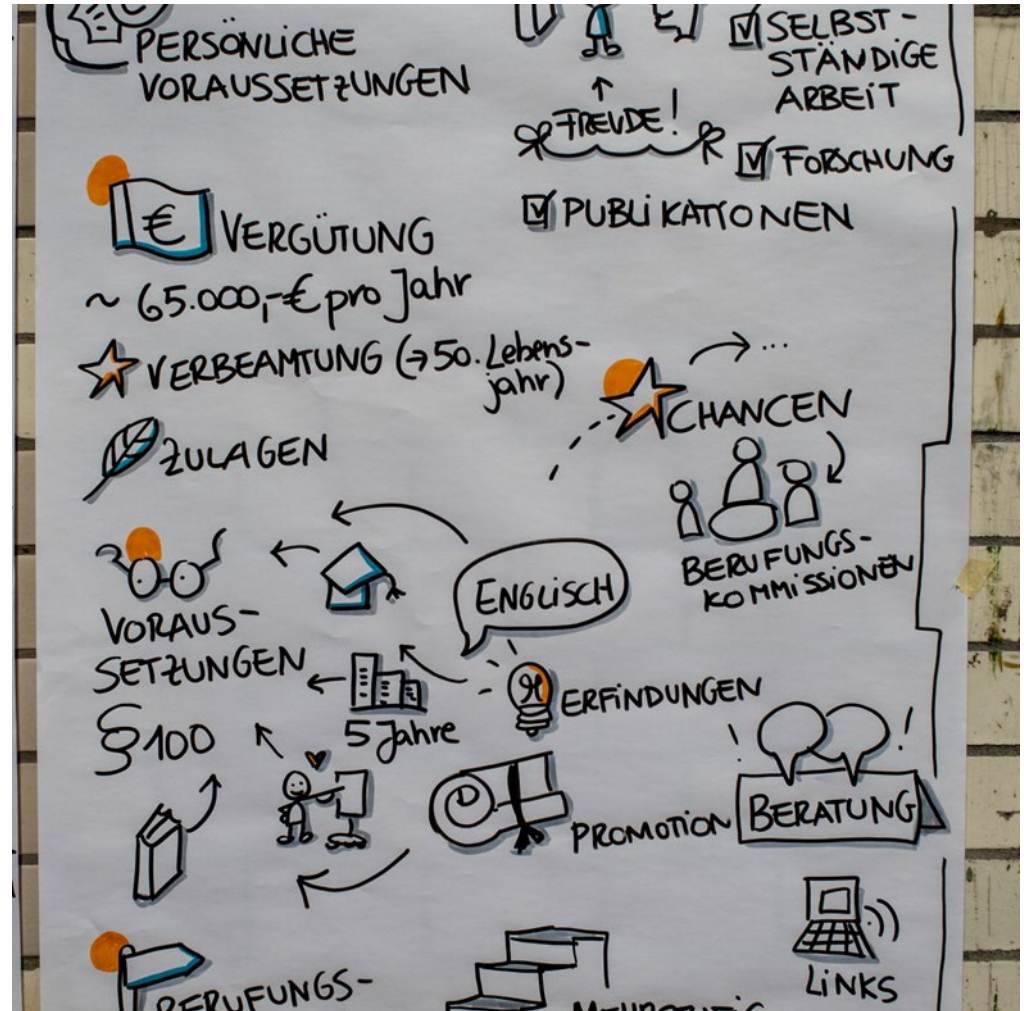 PERSÖNLICHE
VORAUSSETZUNGEN
SELBST-
STÄNDIGE
ARBEIT
FREUDE!
FORSCHUNG
PUBLIKATIONEN
€ VERGÜTUNG
~ 65.000,-€ pro Jahr
VERBEAMTUNG (→50. Lebens-
jahr)
ZULAGEN
...
CHANCEN
BERUFUNGS-
KOMMISSIONEN
ENGLISCH
VORAUS-
SETZUNGEN
§100
5 Jahre
ERFINDUNGEN
PROMOTION
! !
BERATUNG
LINKS
BERUFUNGS-